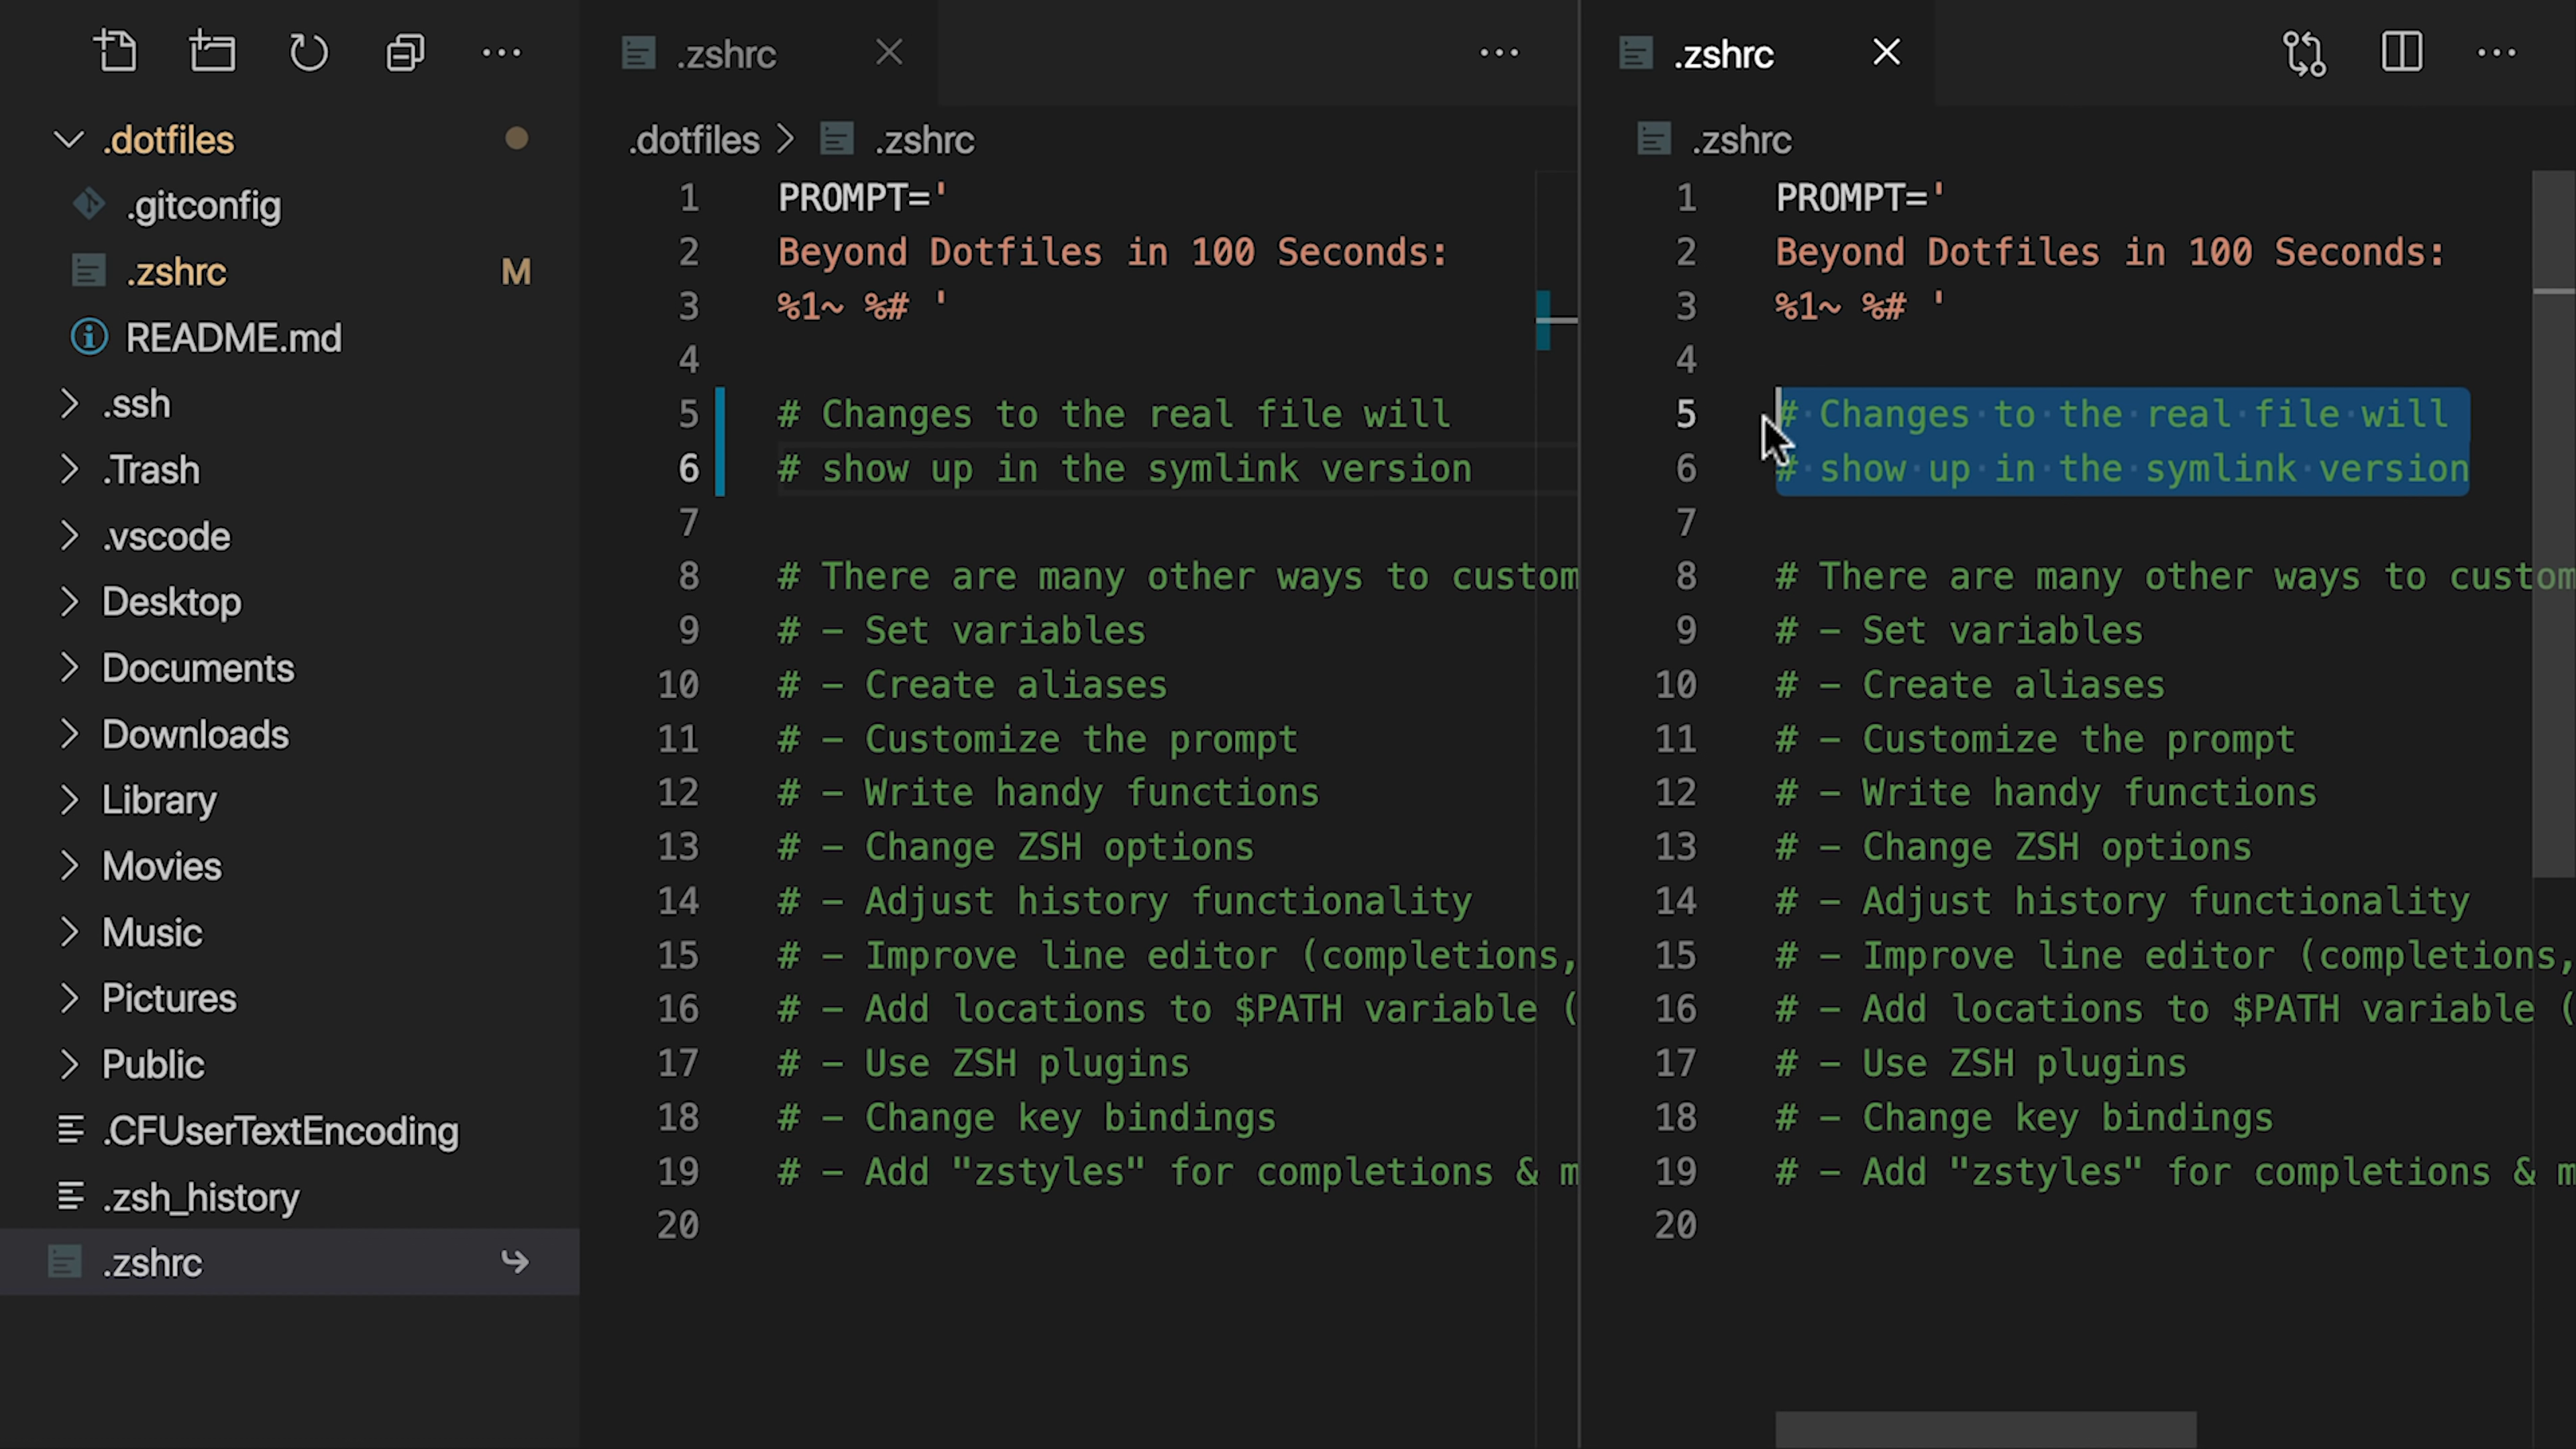 .dotfiles
.gitconfig
.zshrc M
README.md
.ssh
.Trash
.vscode
Desktop
Documents
Downloads
Library
Movies
Music
Pictures
Public
.CFUserTextEncoding
.zsh_history
.zshrc
.zshrc
.dotfiles > .zshrc
1 PROMPT='
2 Beyond Dotfiles in 100 Seconds:
3 %1~ %# '
4
5 # Changes to the real file will
6 # show up in the symlink version
7
8 # There are many other ways to custom
9 # - Set variables
10 # - Create aliases
11 # - Customize the prompt
12 # - Write handy functions
13 # - Change ZSH options
14 # - Adjust history functionality
15 # - Improve line editor (completions,
16 # - Add locations to $PATH variable (
17 # - Use ZSH plugins
18 # - Change key bindings
19 # - Add "zstyles" for completions & m
20
.zshrc
.zshrc
1 PROMPT='
2 Beyond Dotfiles in 100 Seconds:
3 %1~ %# '
4
5 # Changes to the real file will
6 # show up in the symlink version
7
8 # There are many other ways to custom
9 # - Set variables
10 # - Create aliases
11 # - Customize the prompt
12 # - Write handy functions
13 # - Change ZSH options
14 # - Adjust history functionality
15 # - Improve line editor (completions,
16 # - Add locations to $PATH variable (
17 # - Use ZSH plugins
18 # - Change key bindings
19 # - Add "zstyles" for completions & m
20